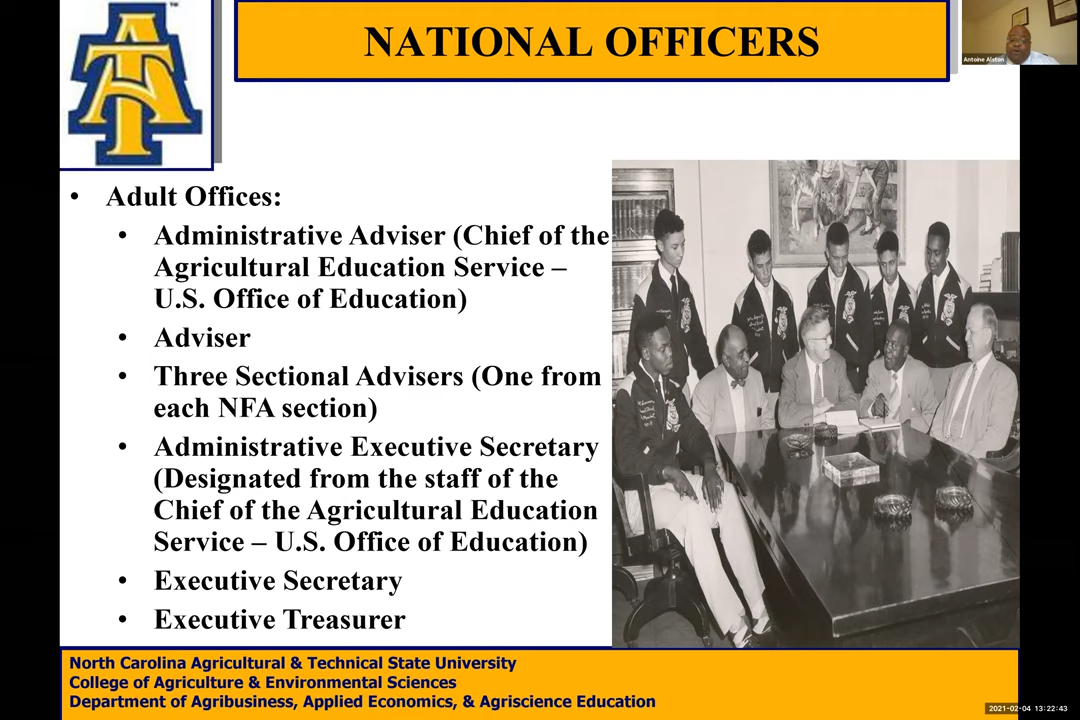 NATIONAL OFFICERS
Antoine Alston
• Adult Offices:
• Administrative Adviser (Chief of the
Agricultural Education Service –
U.S. Office of Education)
• Adviser
• Three Sectional Advisers (One from
each NFA section)
• Administrative Executive Secretary
(Designated from the staff of the
Chief of the Agricultural Education
Service – U.S. Office of Education)
• Executive Secretary
• Executive Treasurer
North Carolina Agricultural & Technical State University
College of Agriculture & Environmental Sciences
Department of Agribusiness, Applied Economics, & Agriscience Education
2021-02-04 13:22:43